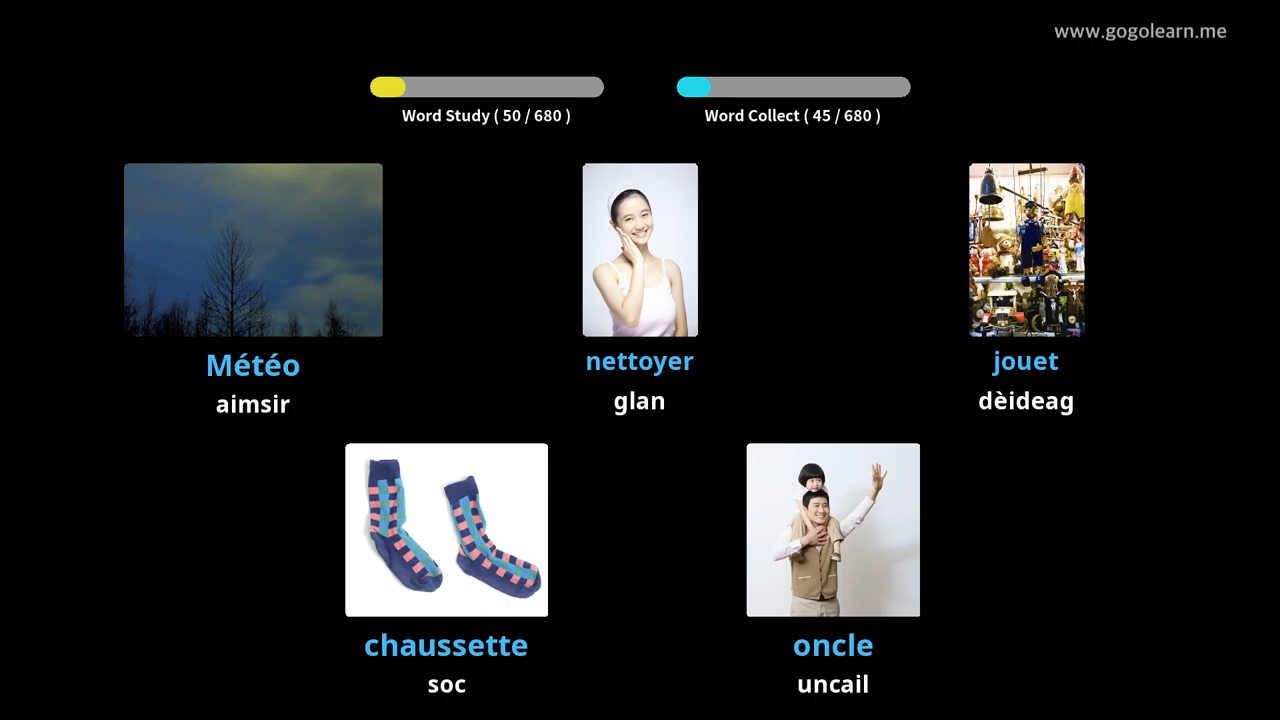 www.gogolearn.me
Word Study ( 50 / 680 )
Word Collect ( 45 / 680 )
Météo
aimsir
nettoyer
glan
jouet
dèideag
chaussette
soc
oncle
uncail